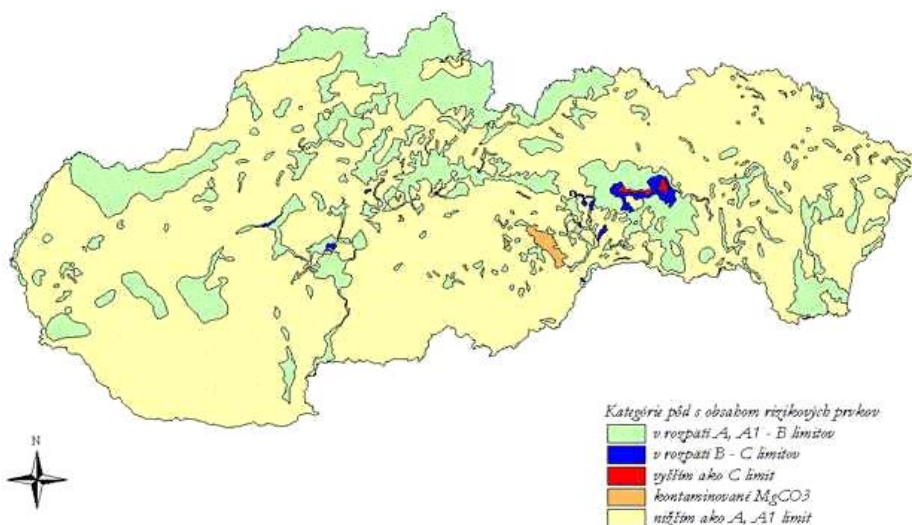 Kategórie pôd s obsahom rizikových prvkov
v rozpätí A, A1 - B limitov
v rozpätí B - C limitov
vyšším ako C limit
kontaminované MgCO3
nižším ako A, A1 limit
N